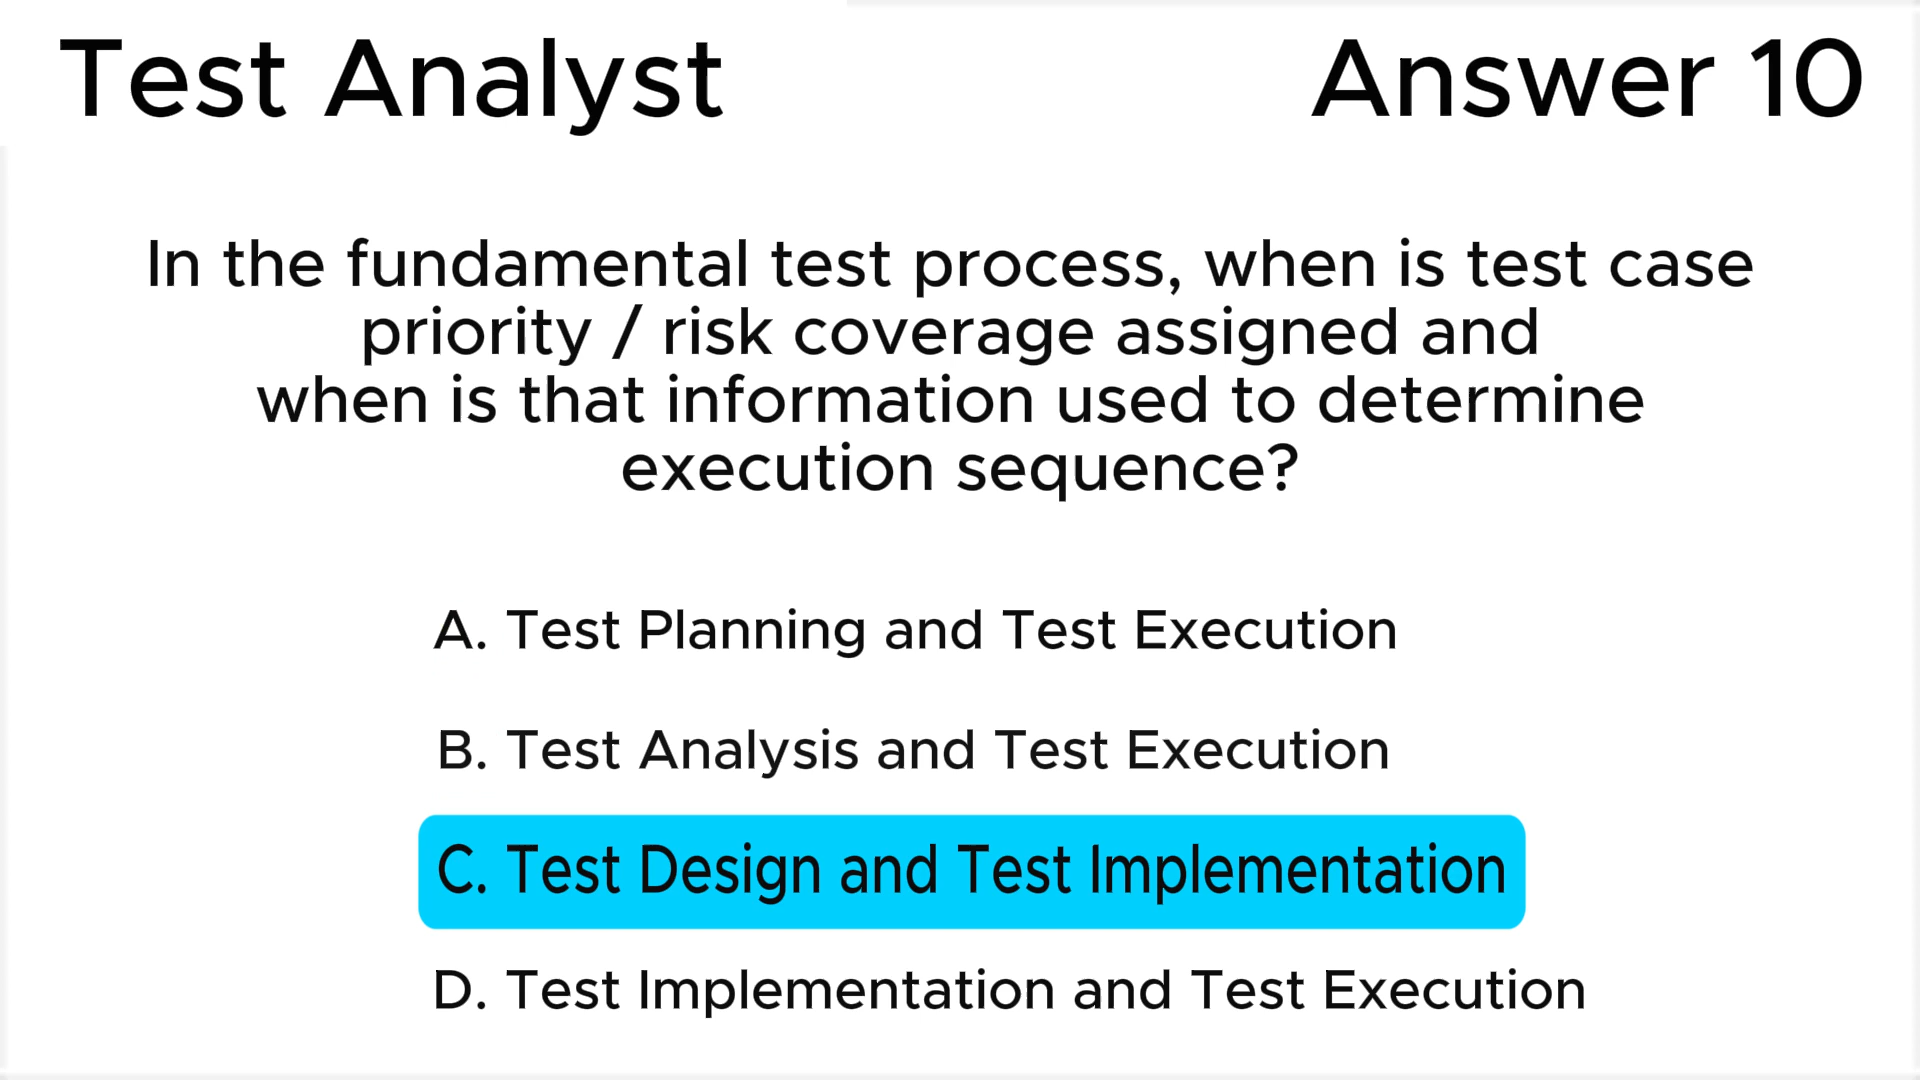 Test Analyst
Answer 10
In the fundamental test process, when is test case
priority / risk coverage assigned and
when is that information used to determine
execution sequence?
A. Test Planning and Test Execution
B. Test Analysis and Test Execution
C. Test Design and Test Implementation
D. Test Implementation and Test Execution